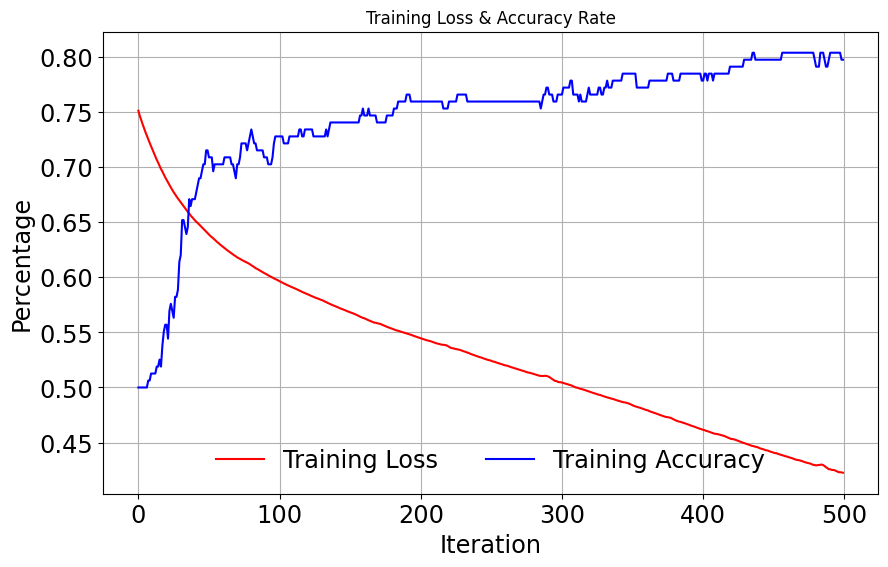 Training Loss & Accuracy Rate
0.80
0.75
0.70
0.65
0.60
0.55
0.50
0.45
Percentage
Training Loss
Training Accuracy
0
100
200
300
400
500
Iteration